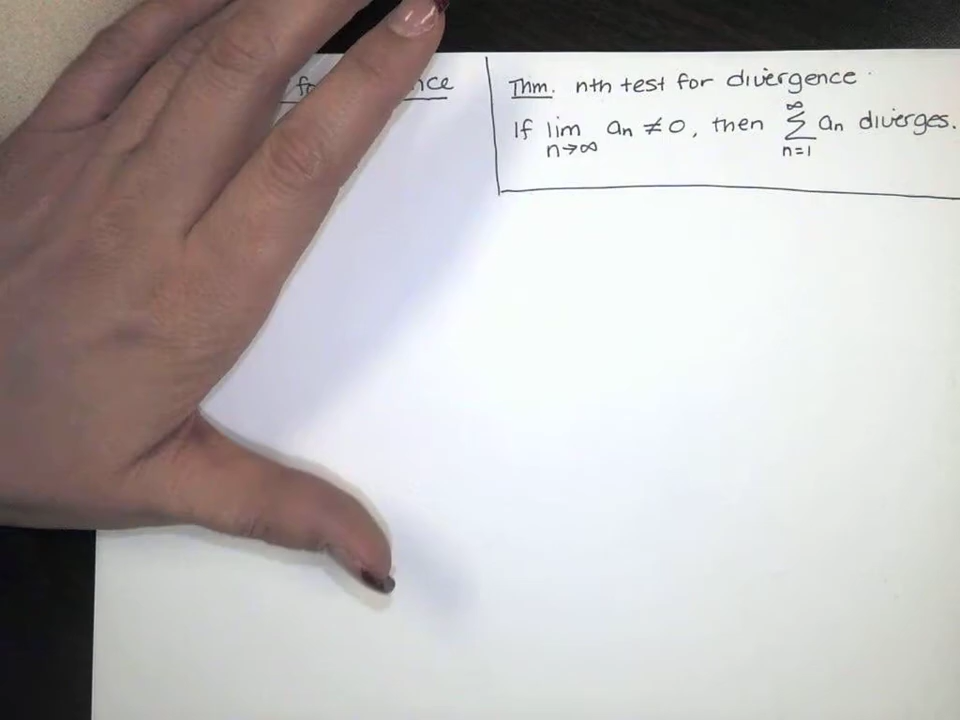 Thm. nth test for divergence
If lim n→∞ an ≠ 0, then ∞ Σ n=1 an diverges.